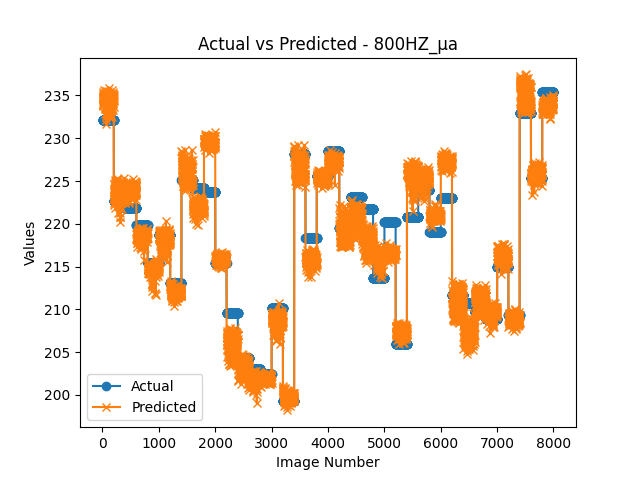 Actual vs Predicted - 800HZ_μa
235
230
225
220
215
210
205
200
Values
0 1000 2000 3000 4000 5000 6000 7000 8000
Image Number
Actual
Predicted